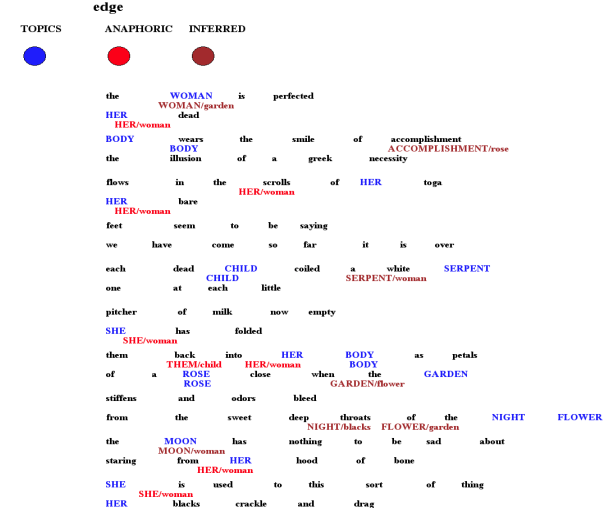 edge
TOPICS ANAPHORIC INFERRED
the WOMAN is perfected
WOMAN/garden
HER dead
HER/woman
BODY wears the smile of accomplishment
BODY ACCOMPLISHMENT/rose
the illusion of a greek necessity
flows in the scrolls of HER toga
HER/woman
HER bare
HER/woman
feet seem to be saying
we have come so far it is over
each dead CHILD coiled a white SERPENT
CHILD SERPENT/woman
one at each little
pitcher of milk now empty
SHE has folded
SHE/woman
them back into HER BODY as petals
THEM/child HER/woman BODY
of a ROSE close when the GARDEN
ROSE GARDEN/flower
stiffens and odors bleed
from the sweet deep throats of the NIGHT FLOWER
NIGHT/blacks FLOWER/garden
the MOON has nothing to be sad about
MOON/woman
staring from HER hood of bone
HER/woman
SHE is used to this sort of thing
SHE/woman
HER blacks crackle and drag